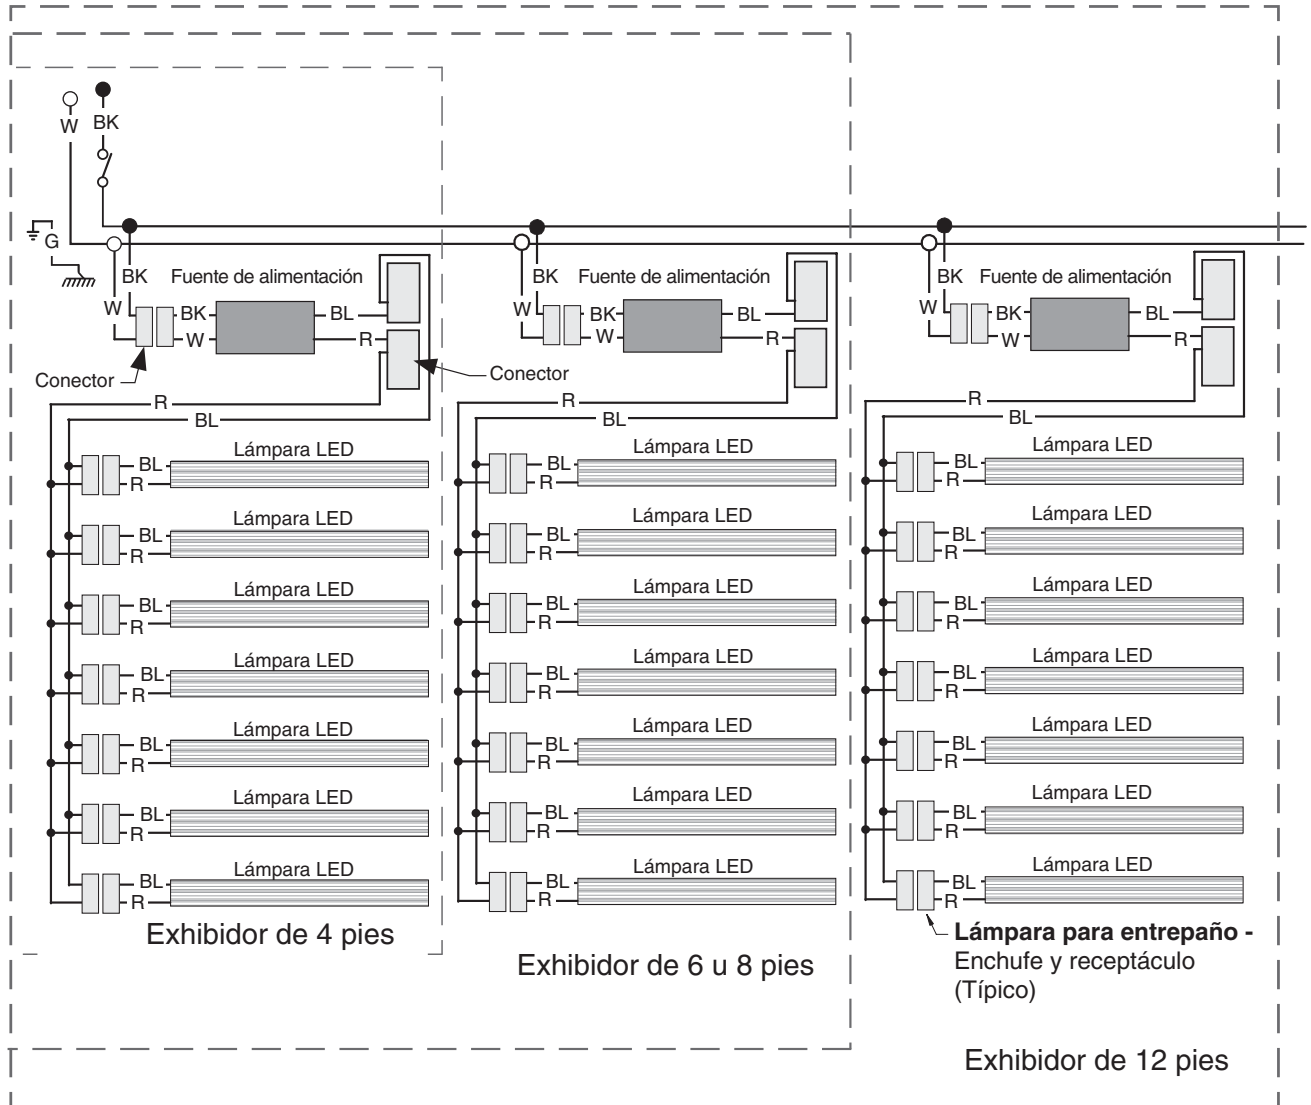 W
BK
G
BK
Fuente de alimentación
W
BK
BL
W
R
Conector
Conector
R
BL
Lámpara LED
BL
R
Lámpara LED
BL
R
Lámpara LED
BL
R
Lámpara LED
BL
R
Lámpara LED
BL
R
Lámpara LED
BL
R
Lámpara LED
BL
R
Exhibidor de 4 pies
BK
Fuente de alimentación
W
BK
BL
W
R
R
BL
Lámpara LED
BL
R
Lámpara LED
BL
R
Lámpara LED
BL
R
Lámpara LED
BL
R
Lámpara LED
BL
R
Lámpara LED
BL
R
Lámpara LED
BL
R
Exhibidor de 6 u 8 pies
BK
Fuente de alimentación
W
BK
BL
W
R
R
BL
Lámpara LED
BL
R
Lámpara LED
BL
R
Lámpara LED
BL
R
Lámpara LED
BL
R
Lámpara LED
BL
R
Lámpara LED
BL
R
Lámpara LED
BL
R
Lámpara para entrepaño -
Enchufe y receptáculo
(Típico)
Exhibidor de 12 pies